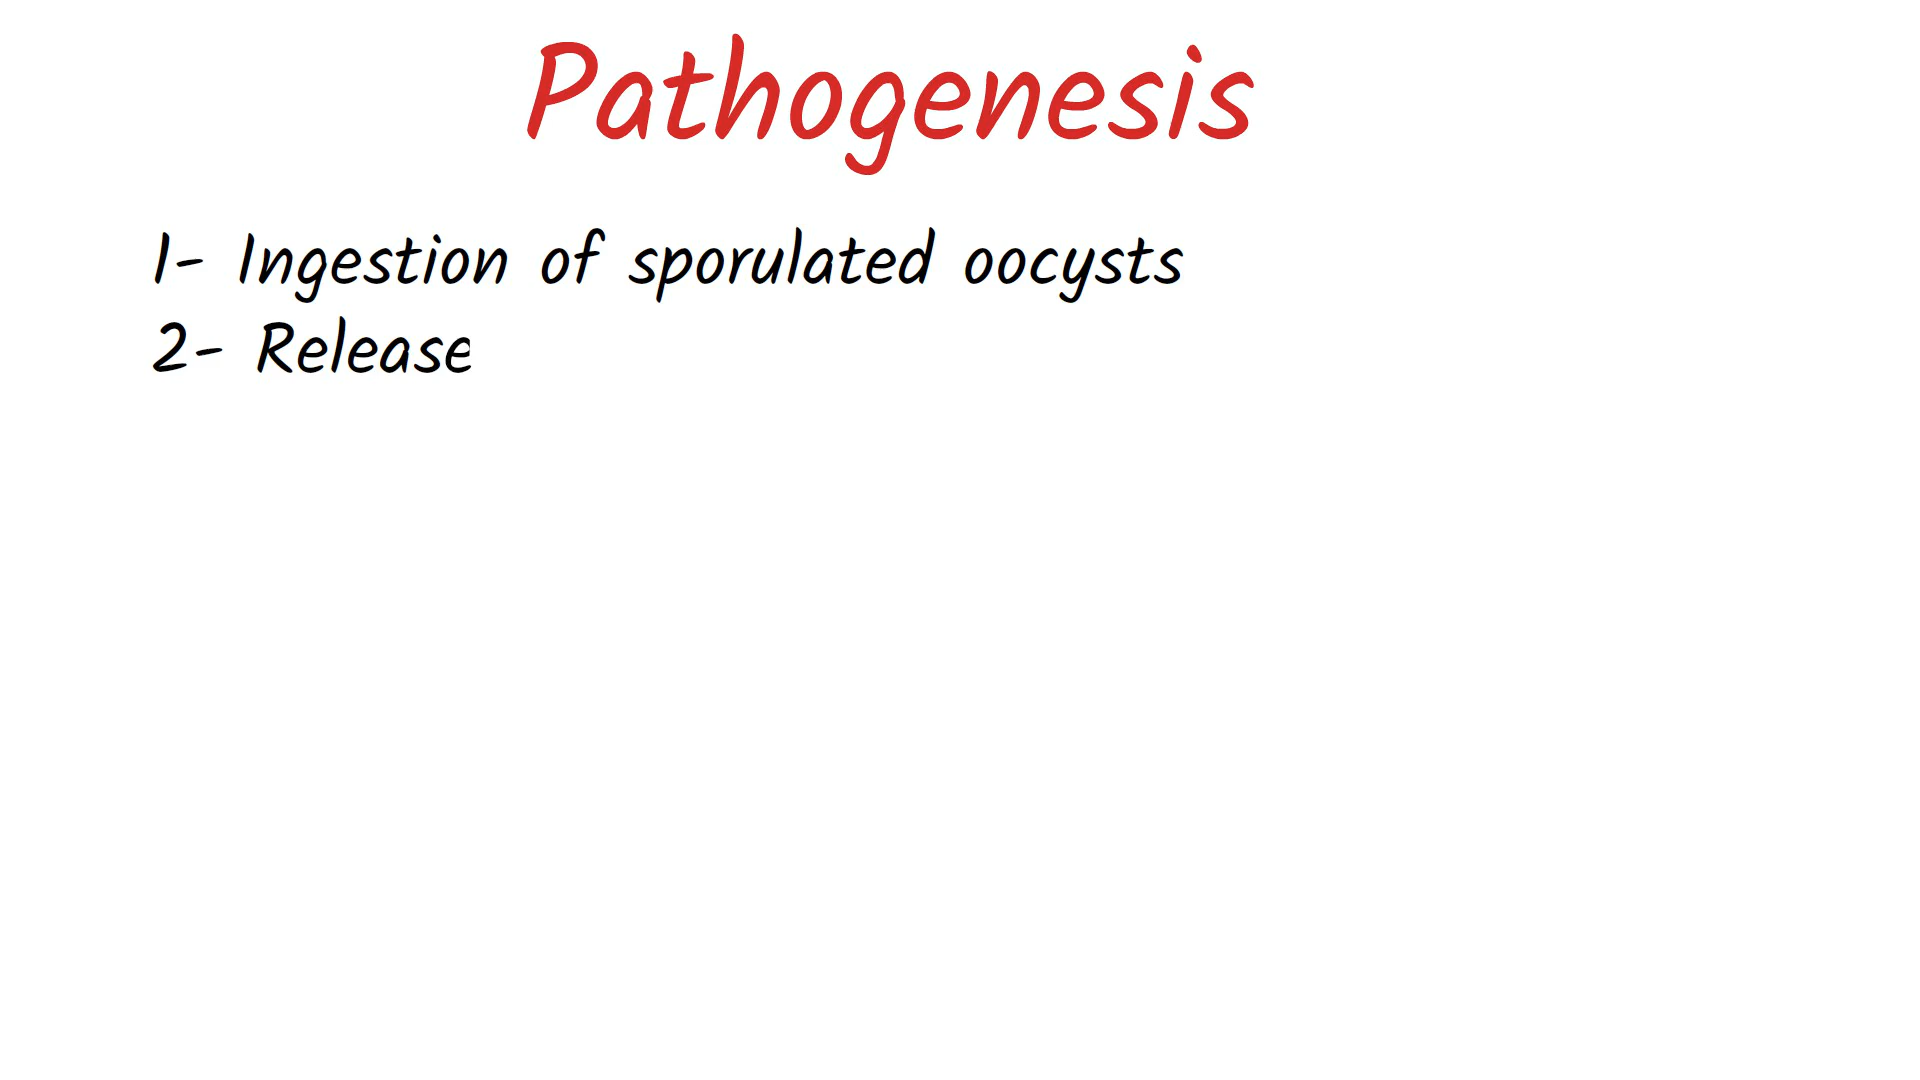 Pathogenesis
1- Ingestion of sporulated oocysts
2- Release